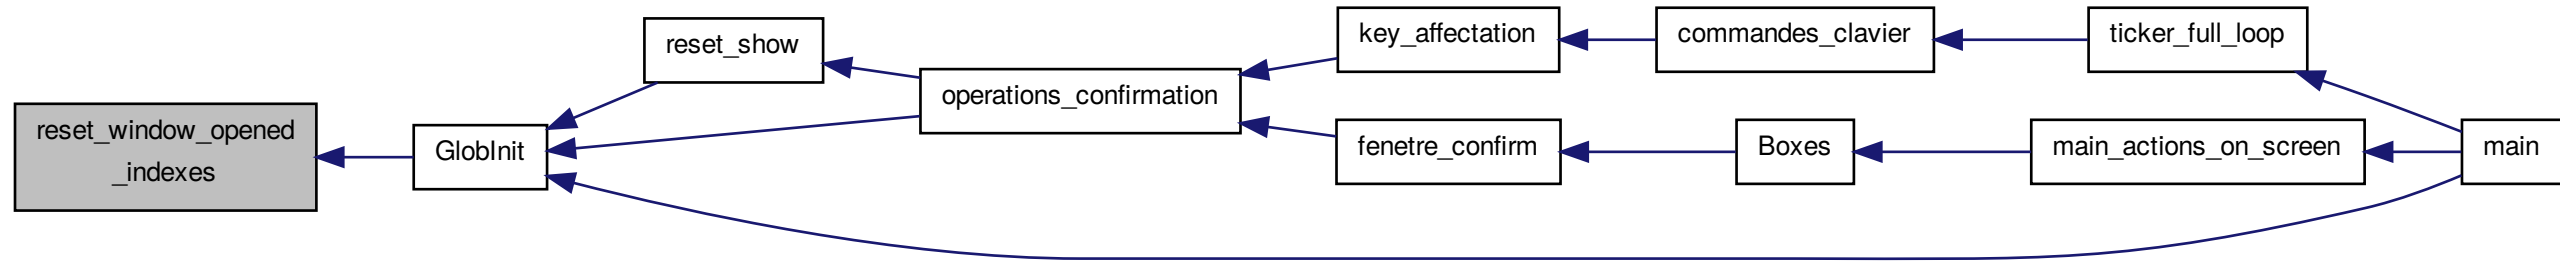 reset_window_opened
_indexes
GlobInit
reset_show
operations_confirmation
key_affectation
commandes_clavier
ticker_full_loop
fenetre_confirm
Boxes
main_actions_on_screen
main